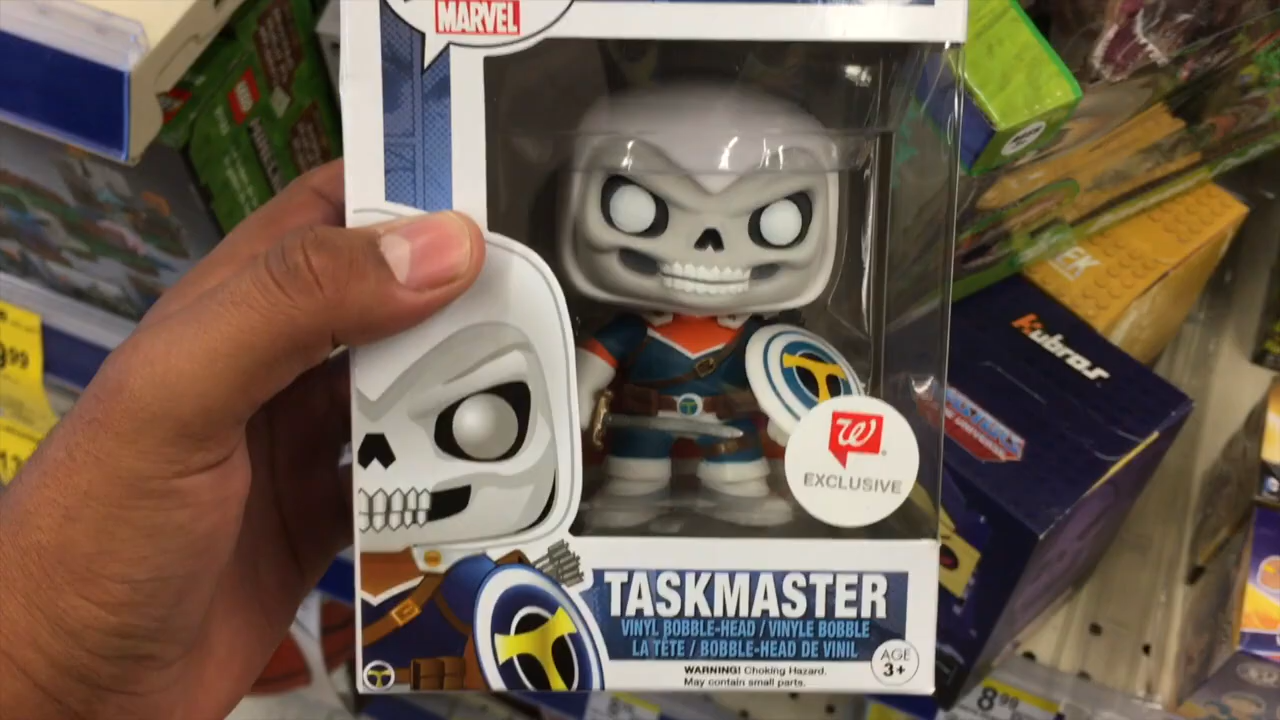 MARVEL
W
EXCLUSIVE
TASKMASTER
VINYL BOBBLE-HEAD / VINYLE BOBBLE
LA TÊTE / BOBBLE-HEAD DE VINIL
WARNING! Choking Hazard.
May contain small parts.
AGE
3+
Kubros
MASTERS
8.99